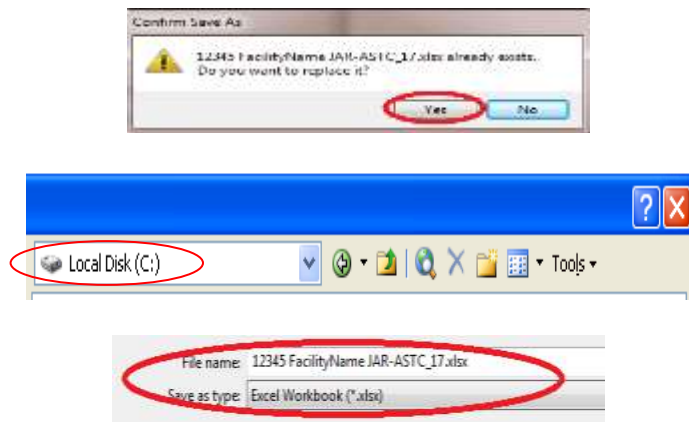 Confirm Save As
12345 FacilityName JAR-ASTC_17.xlsx already exists.
Do you want to replace it?
Yes No
?
Local Disk (C:)
Tools
File name: 12345 FacilityName JAR-ASTC_17.xlsx
Save as type: Excel Workbook (*.xlsx)